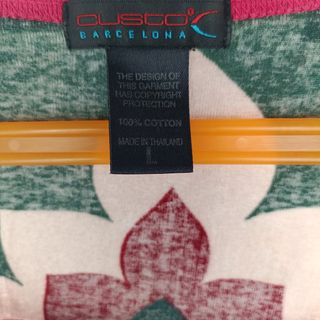 custo
BARCELONA
THE DESIGN OF
THIS GARMENT
HAS COPYRIGHT
PROTECTION
100% COTTON
MADE IN THAILAND
L